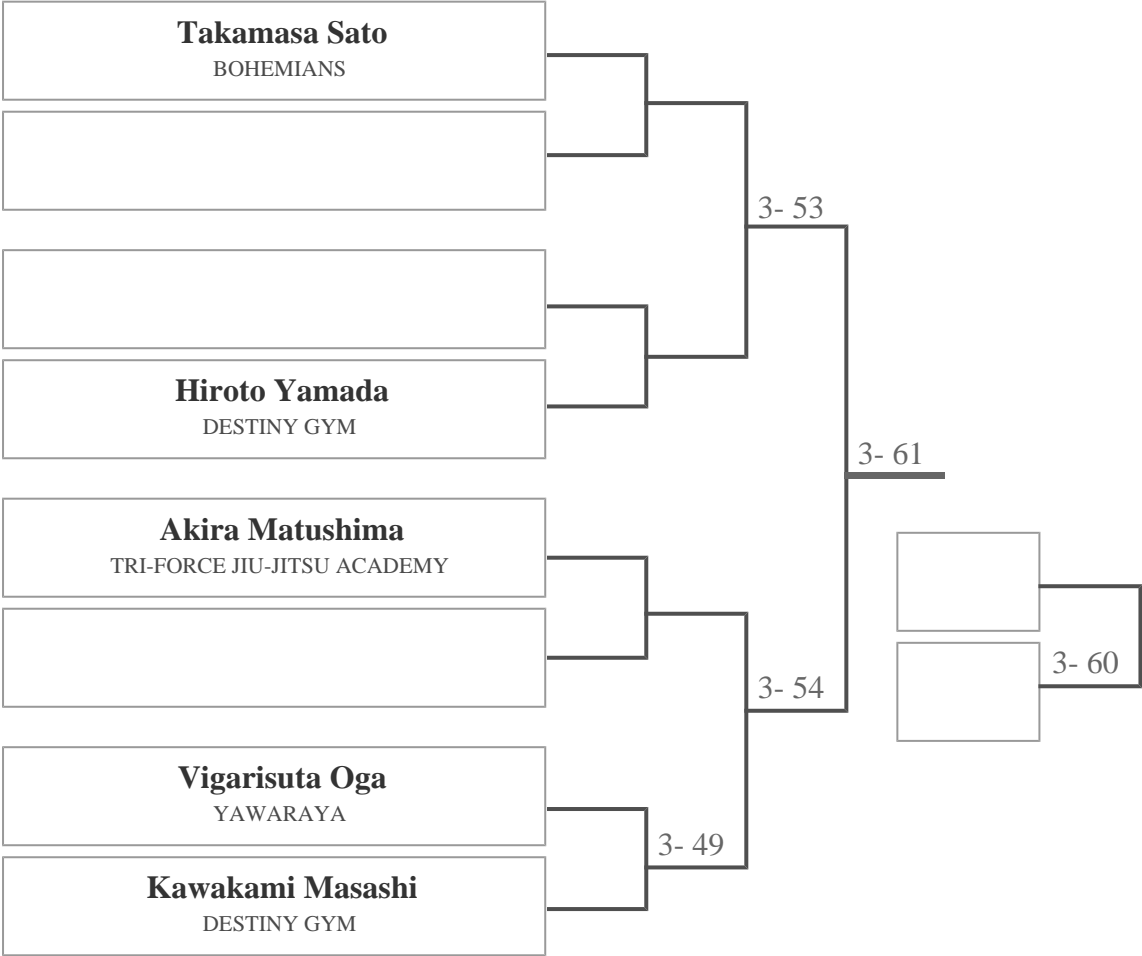 Takamasa Sato
BOHEMIANS
3- 53
Hiroto Yamada
DESTINY GYM
3- 61
Akira Matushima
TRI-FORCE JIU-JITSU ACADEMY
3- 60
3- 54
Vigarisuta Oga
YAWARAYA
3- 49
Kawakami Masashi
DESTINY GYM